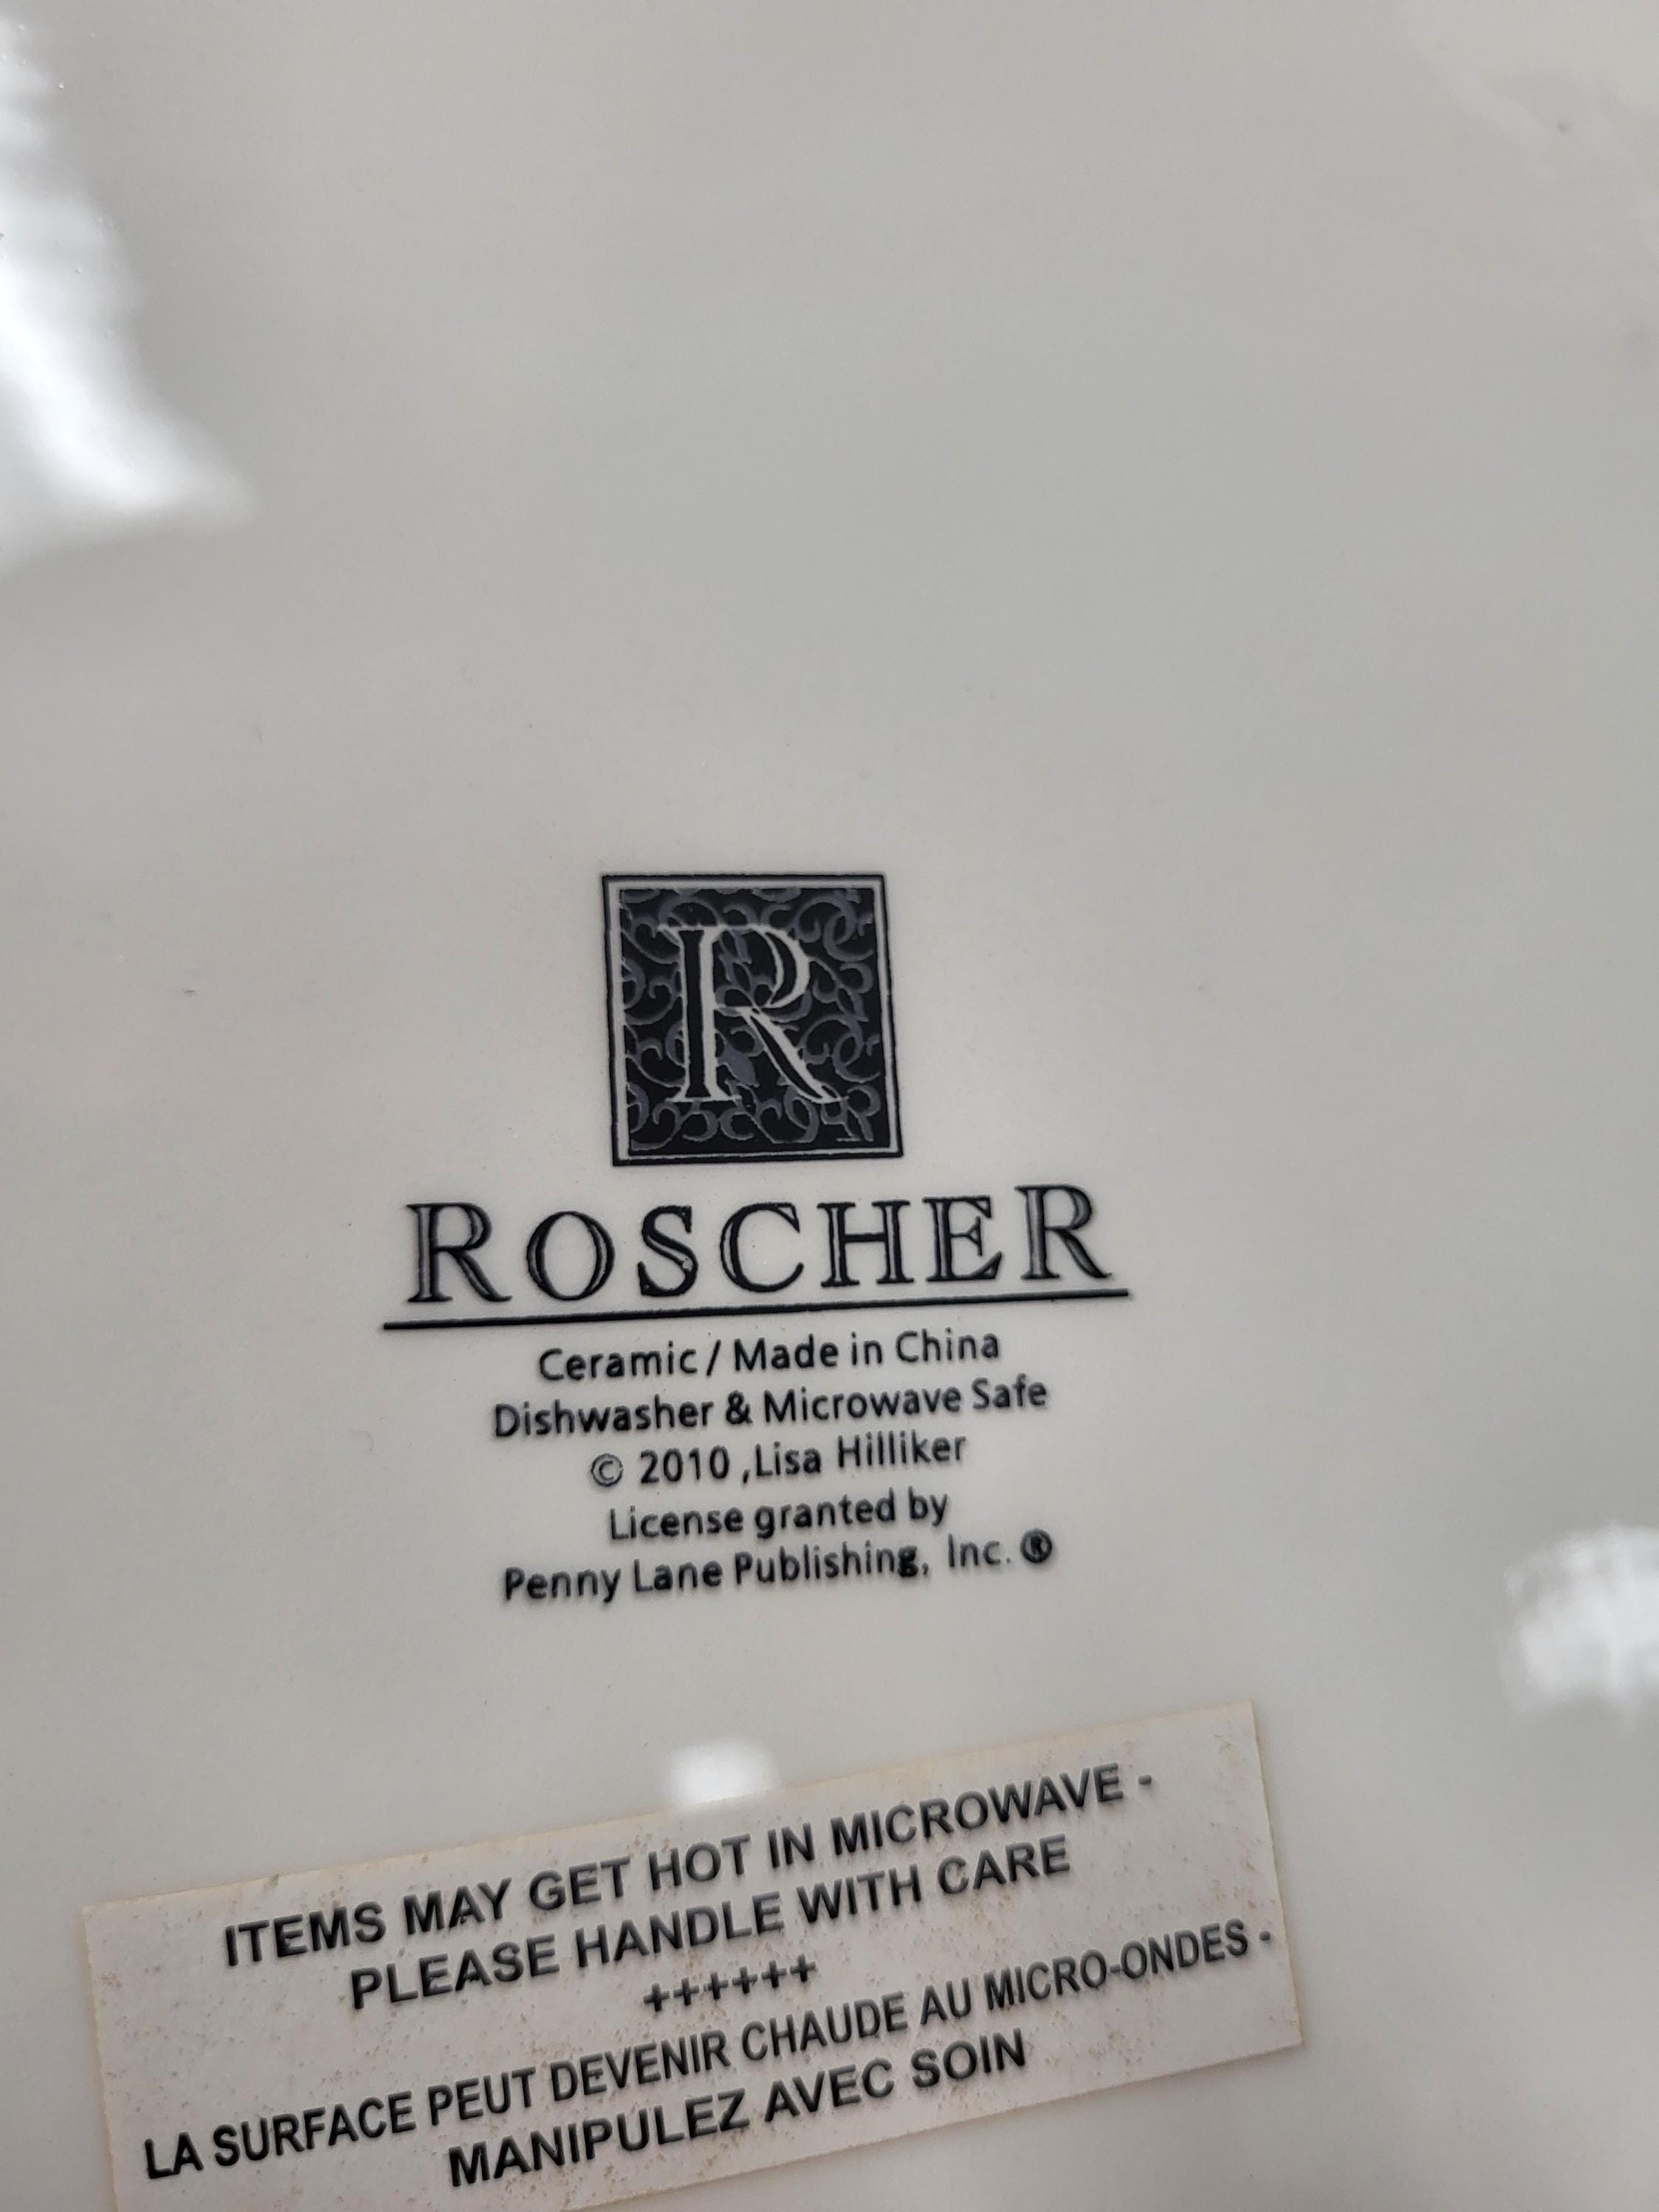 R
ROSCHER
Ceramic / Made in China
Dishwasher & Microwave Safe
© 2010 ,Lisa Hilliker
License granted by
Penny Lane Publishing, Inc. ®
ITEMS MAY GET HOT IN MICROWAVE -
PLEASE HANDLE WITH CARE
++++++
LA SURFACE PEUT DEVENIR CHAUDE AU MICRO-ONDES -
MANIPULEZ AVEC SOIN